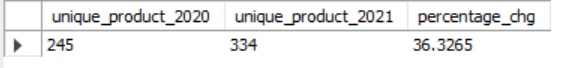 unique_product_2020 unique_product_2021 percentage_chg
245 334 36.3265